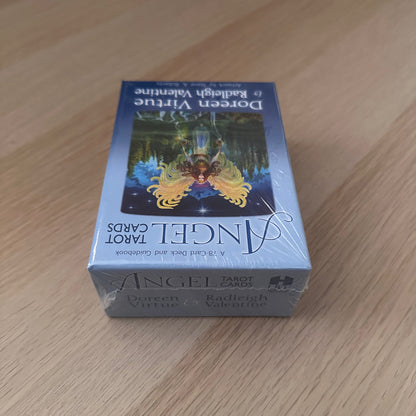 Doreen Virtue
& Radleigh Valentine
Artwork by Steve A. Roberts
ANGEL
TAROT
CARDS
A 78-Card Deck and Guidebook
ANGEL
TAROT
CARDS
Doreen
Virtue
&
Radleigh
Valentine